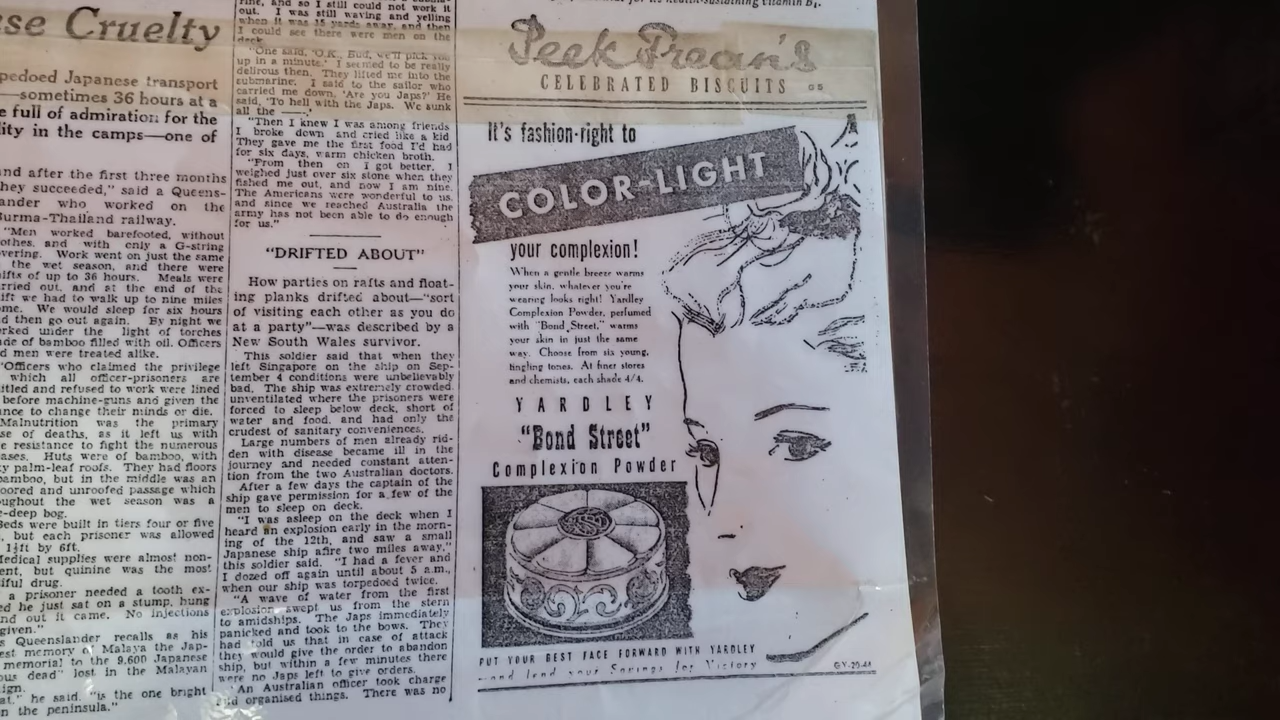 se Cruelty
pedoed Japanese transport
—sometimes 36 hours at a
e full of admiration for the
lity in the camps—one of
and after the first three months
hey succeeded," said a Queens-
ander who worked on the
Burma-Thailand railway.
"Men worked barefooted, without
othes, and with only a G-string
vering. Work went on just the same
the wet season, and there were
ifts of up to 36 hours. Meals were
rried out, and at the end of the
ift we had to walk up to nine miles
ome. We would sleep for six hours
d then go out again. By night we
rked under the light of torches
de of bamboo filled with oil. Officers
d men were treated alike.
"Officers who claimed the privilege
which all officer-prisoners are
itled and refused to work were lined
before machine-guns and given the
ance to change their minds or die.
Malnutrition was the primary
se of deaths, as it left us with
e resistance to fight the numerous
ases. Huts were of bamboo, with
y palm-leaf roofs. They had floors
bamboo, but in the middle was an
oored and unroofed passage which
oughout the wet season was a
e-deep bog.
Beds were built in tiers four or five
, but each prisoner was allowed
1½ft by 6ft.
Medical supplies were almost non-
ent, but quinine was the most
iful drug.
a prisoner needed a tooth ex-
ed he just sat on a stump, hung
nd out it came. No injections
given."
s Queenslander recalls as his
est memory of Malaya the Jap-
memorial to the 9,600 Japanese
ous dead" lost in the Malayan
ign.
at," he said, "is the one bright
n the peninsula."
rine, and so I still could not work it
out. I was still waving and yelling
when it was 15 yards away, and then
I could see there were men on the
deck.
"One said, 'O.K., Bud, we'll pick you
up in a minute.' I seemed to be really
delirous then. They lifted me into the
submarine. I said to the sailor who
carried me down, 'Are you Japs?' He
said, 'To hell with the Japs. We sunk
all the ——.'
"Then I knew I was among friends
I broke down and cried like a kid
They gave me the first food I'd had
for six days, warm chicken broth.
"From then on I got better. I
weighed just over six stone when they
fished me out, and now I am nine.
The Americans were wonderful to us,
and since we reached Australia the
army has not been able to do enough
for us."
"DRIFTED ABOUT"
How parties on rafts and float-
ing planks drifted about—"sort
of visiting each other as you do
at a party"—was described by a
New South Wales survivor.
This soldier said that when they
left Singapore on the ship on Sep-
tember 4 conditions were unbelievably
bad. The ship was extremely crowded,
unventilated where the prisoners were
forced to sleep below deck, short of
water and food, and had only the
crudest of sanitary conveniences.
Large numbers of men already rid-
den with disease became ill in the
journey and needed constant atten-
tion from the two Australian doctors.
After a few days the captain of the
ship gave permission for a few of the
men to sleep on deck.
"I was asleep on the deck when I
heard an explosion early in the morn-
ing of the 12th, and saw a small
Japanese ship afire two miles away,"
this soldier said. "I had a fever and
I dozed off again until about 5 a.m.,
when our ship was torpedoed twice.
"A wave of water from the first
explosion swept us from the stern
to amidships. The Japs immediately
panicked and took to the bows. They
had told us that in case of attack
they would give the order to abandon
ship, but within a few minutes there
were no Japs left to give orders.
"An Australian officer took charge
and organised things. There was no
health-sustaining vitamin B₁.
Peek Frean's
CELEBRATED BISCUITS
It's fashion-right to
COLOR-LIGHT
your complexion!
When a gentle breeze warms
your skin, whatever you're
wearing looks right! Yardley
Complexion Powder, perfumed
with "Bond Street," warms
your skin in just the same
way. Choose from six young,
tingling tones. At finer stores
and chemists, each shade 4/4.
YARDLEY
"Bond Street"
Complexion Powder
PUT YOUR BEST FACE FORWARD WITH YARDLEY
—and lend your Savings for Victory
GY-20-44